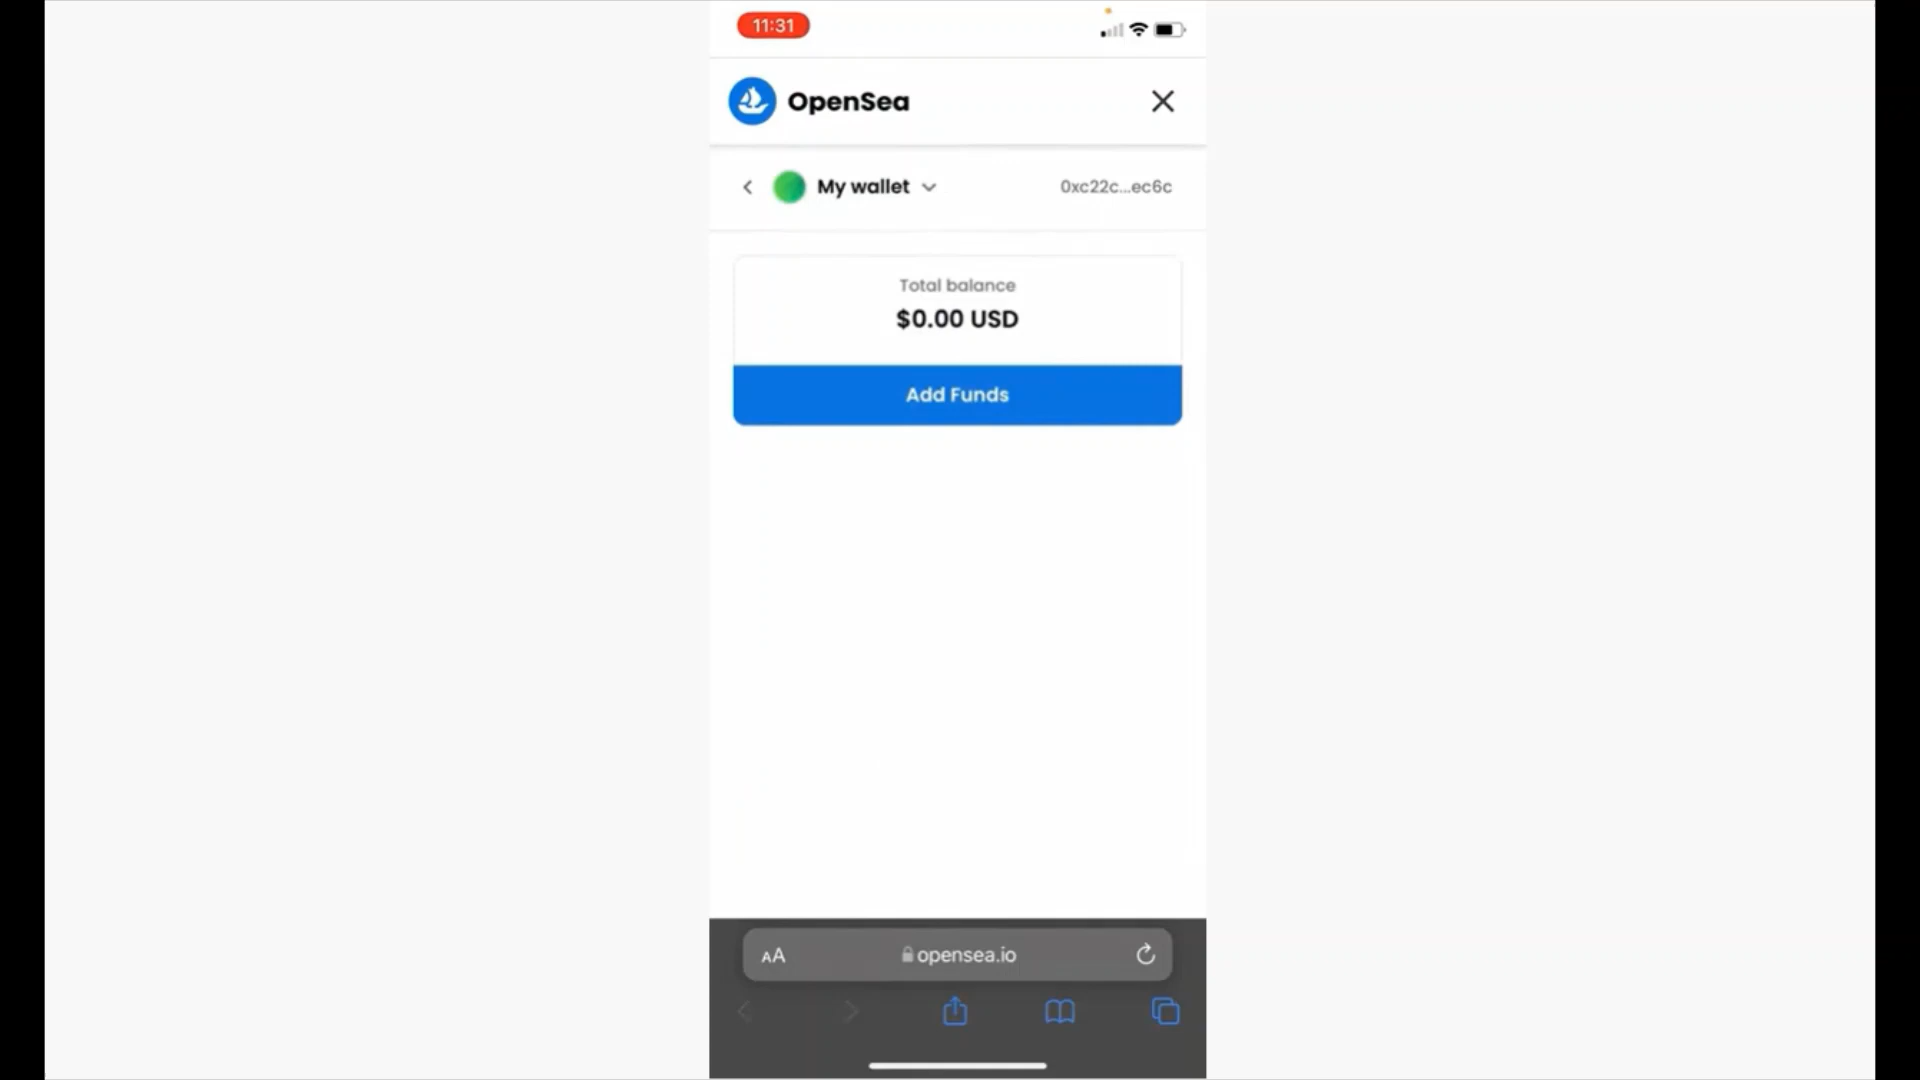 11:31
OpenSea
My wallet 0xc22c...ec6c
Total balance
$0.00 USD
Add Funds
AA opensea.io